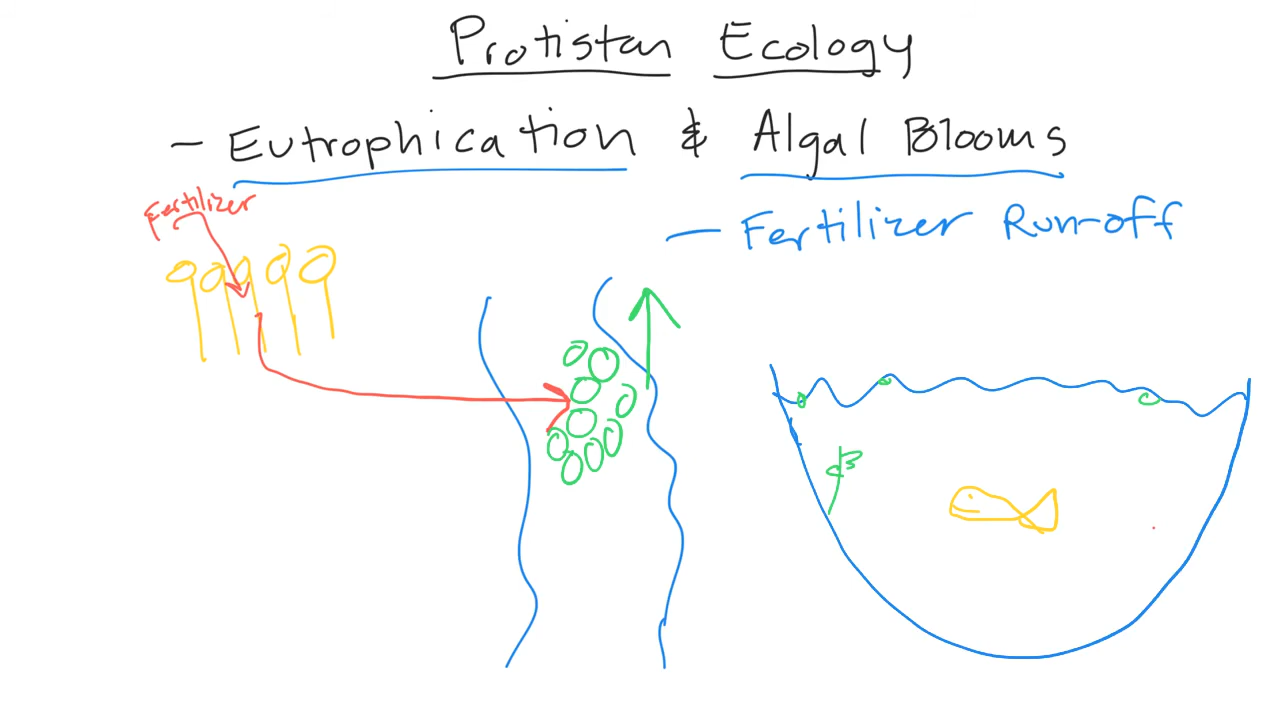 Protistan Ecology
- Eutrophication & Algal Blooms
Fertilizer
- Fertilizer Run-off